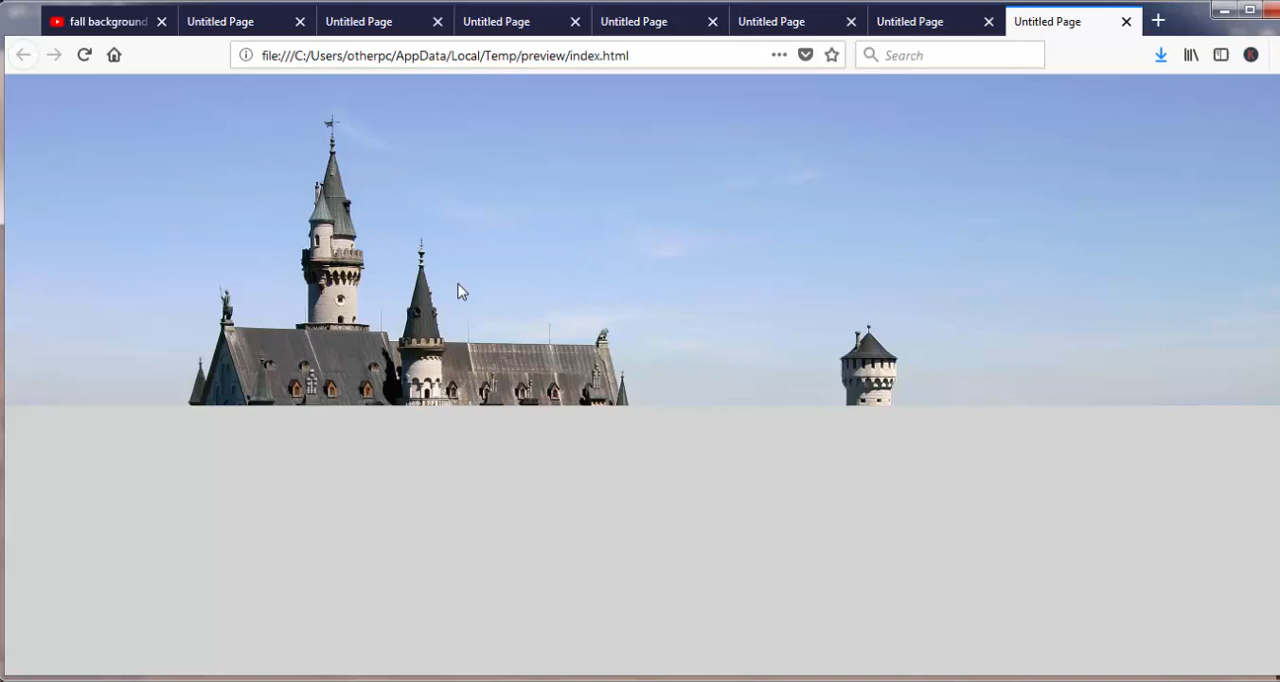 fall background
Untitled Page
Untitled Page
Untitled Page
Untitled Page
Untitled Page
Untitled Page
Untitled Page
file:///C:/Users/otherpc/AppData/Local/Temp/preview/index.html
Search
K